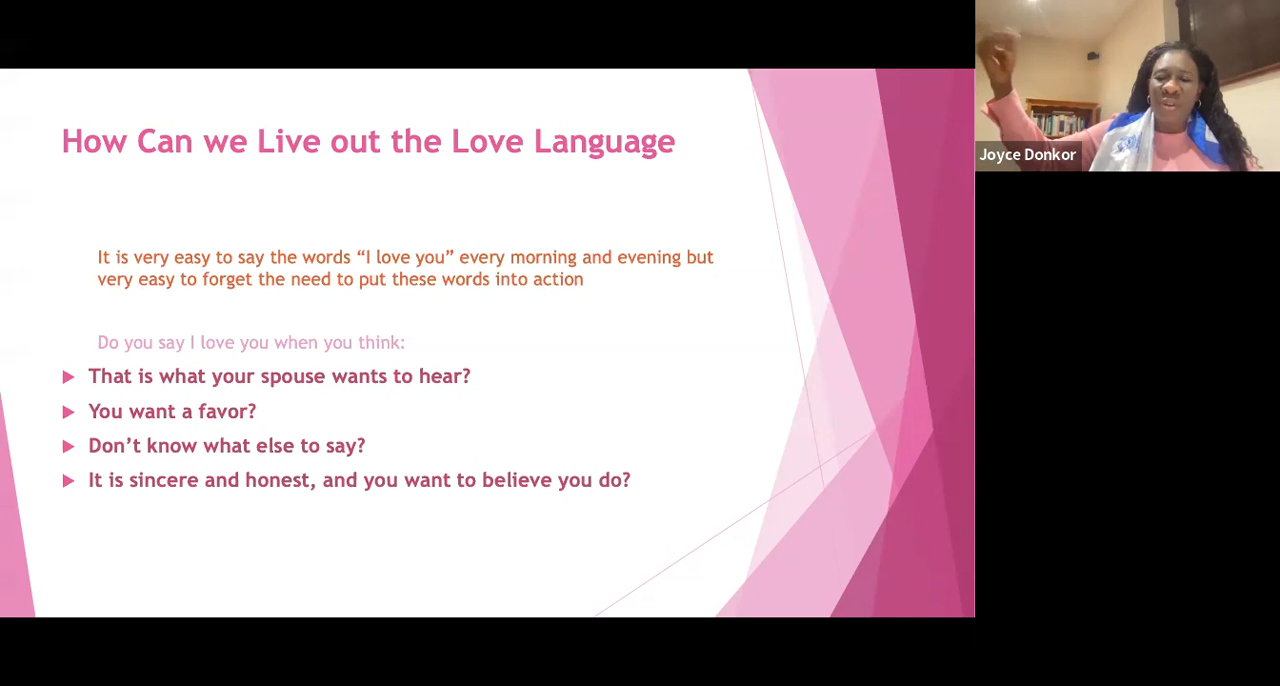 How Can we Live out the Love Language
It is very easy to say the words “I love you” every morning and evening but
very easy to forget the need to put these words into action
Do you say I love you when you think:
That is what your spouse wants to hear?
You want a favor?
Don’t know what else to say?
It is sincere and honest, and you want to believe you do?
Joyce Donkor